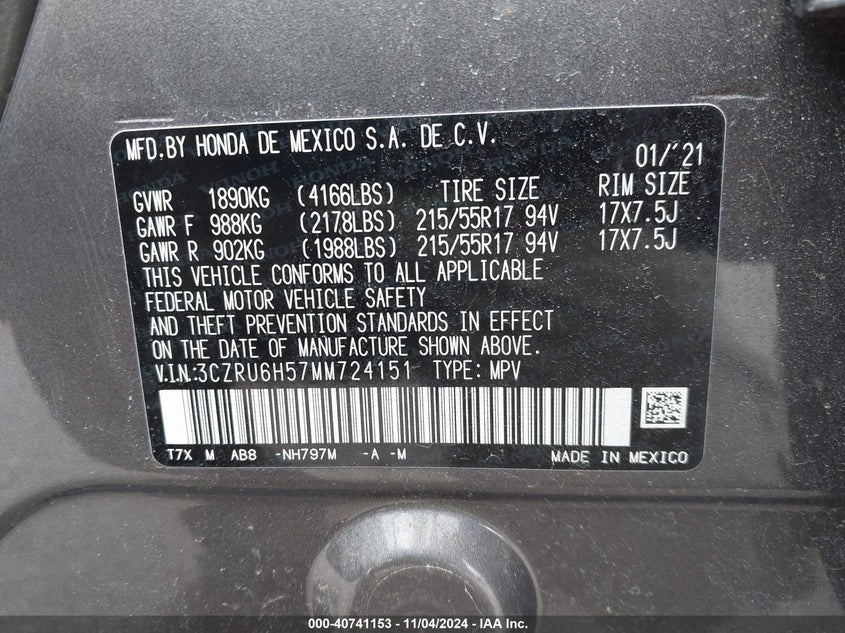 MFD.BY HONDA DE MEXICO S.A. DE C.V.
01/'21
GVWR 1890KG (4166LBS) TIRE SIZE RIM SIZE
GAWR F 988KG (2178LBS) 215/55R17 94V 17X7.5J
GAWR R 902KG (1988LBS) 215/55R17 94V 17X7.5J
THIS VEHICLE CONFORMS TO ALL APPLICABLE
FEDERAL MOTOR VEHICLE SAFETY
AND THEFT PREVENTION STANDARDS IN EFFECT
ON THE DATE OF MANUFACTURE SHOWN ABOVE.
V.I.N:3CZRU6H57MM724151 TYPE: MPV
T7X M AB8 -NH797M -A -M MADE IN MEXICO
000-40741153 - 11/04/2024 - IAA Inc.